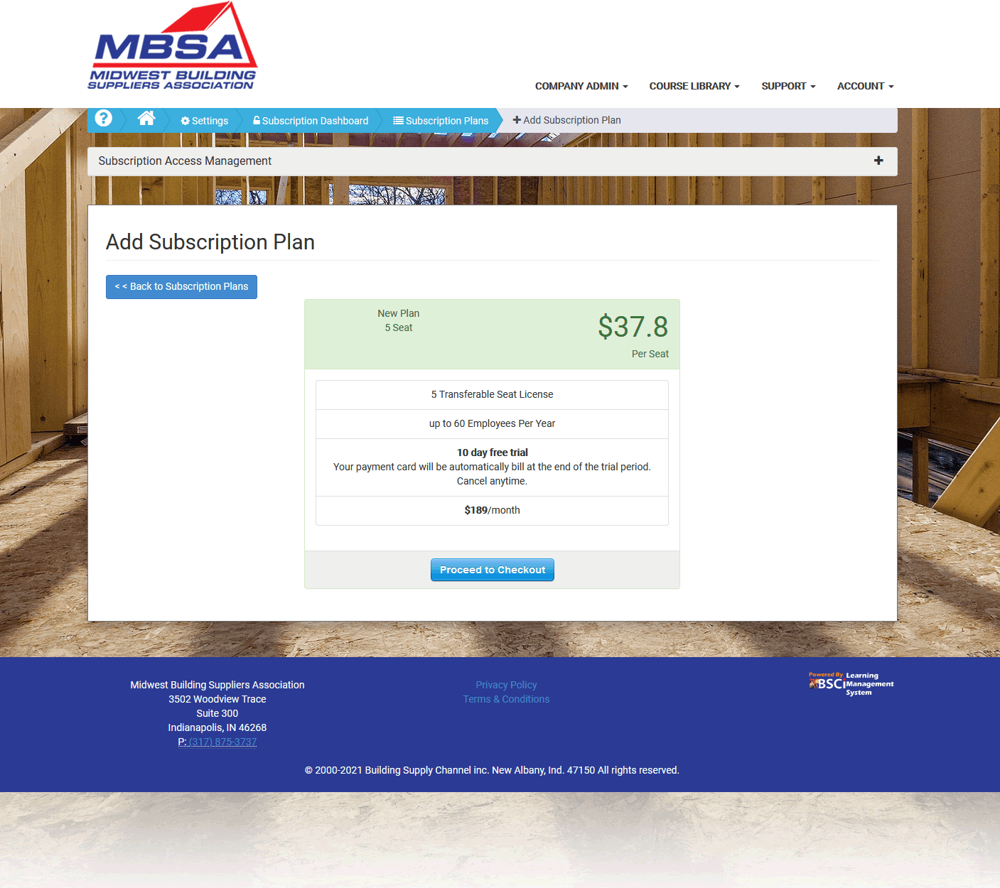 MBSA
MIDWEST BUILDING
SUPPLIERS ASSOCIATION
COMPANY ADMIN
COURSE LIBRARY
SUPPORT
ACCOUNT
?
Settings
Subscription Dashboard
Subscription Plans
Add Subscription Plan
Subscription Access Management
Add Subscription Plan
< < Back to Subscription Plans
New Plan
5 Seat
$37.8
Per Seat
5 Transferable Seat License
up to 60 Employees Per Year
10 day free trial
Your payment card will be automatically bill at the end of the trial period.
Cancel anytime.
$189/month
Proceed to Checkout
Midwest Building Suppliers Association
3502 Woodview Trace
Suite 300
Indianapolis, IN 46268
P: (317) 875-3737
Privacy Policy
Terms & Conditions
Powered By
BSCi
Learning
Management
System
© 2000-2021 Building Supply Channel inc. New Albany, Ind. 47150 All rights reserved.